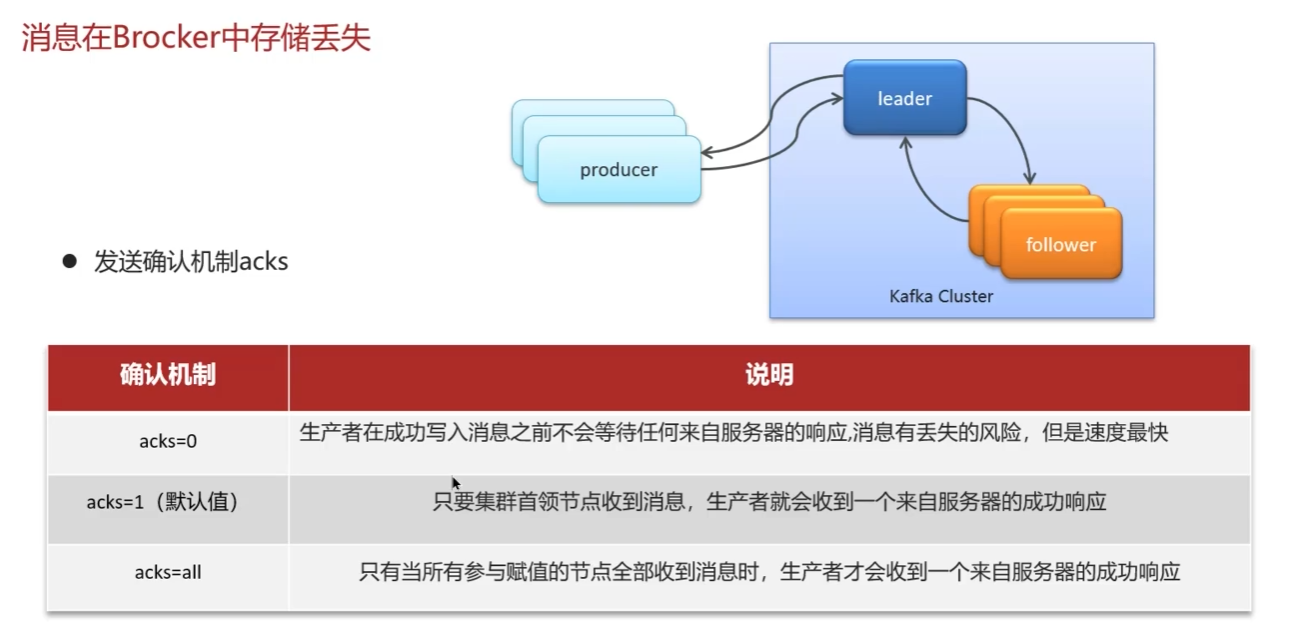 消息在Brocker中存储丢失
leader
producer
follower
Kafka Cluster
● 发送确认机制acks
确认机制 说明
acks=0 生产者在成功写入消息之前不会等待任何来自服务器的响应,消息有丢失的风险，但是速度最快
acks=1（默认值） 只要集群首领节点收到消息，生产者就会收到一个来自服务器的成功响应
acks=all 只有当所有参与赋值的节点全部收到消息时，生产者才会收到一个来自服务器的成功响应